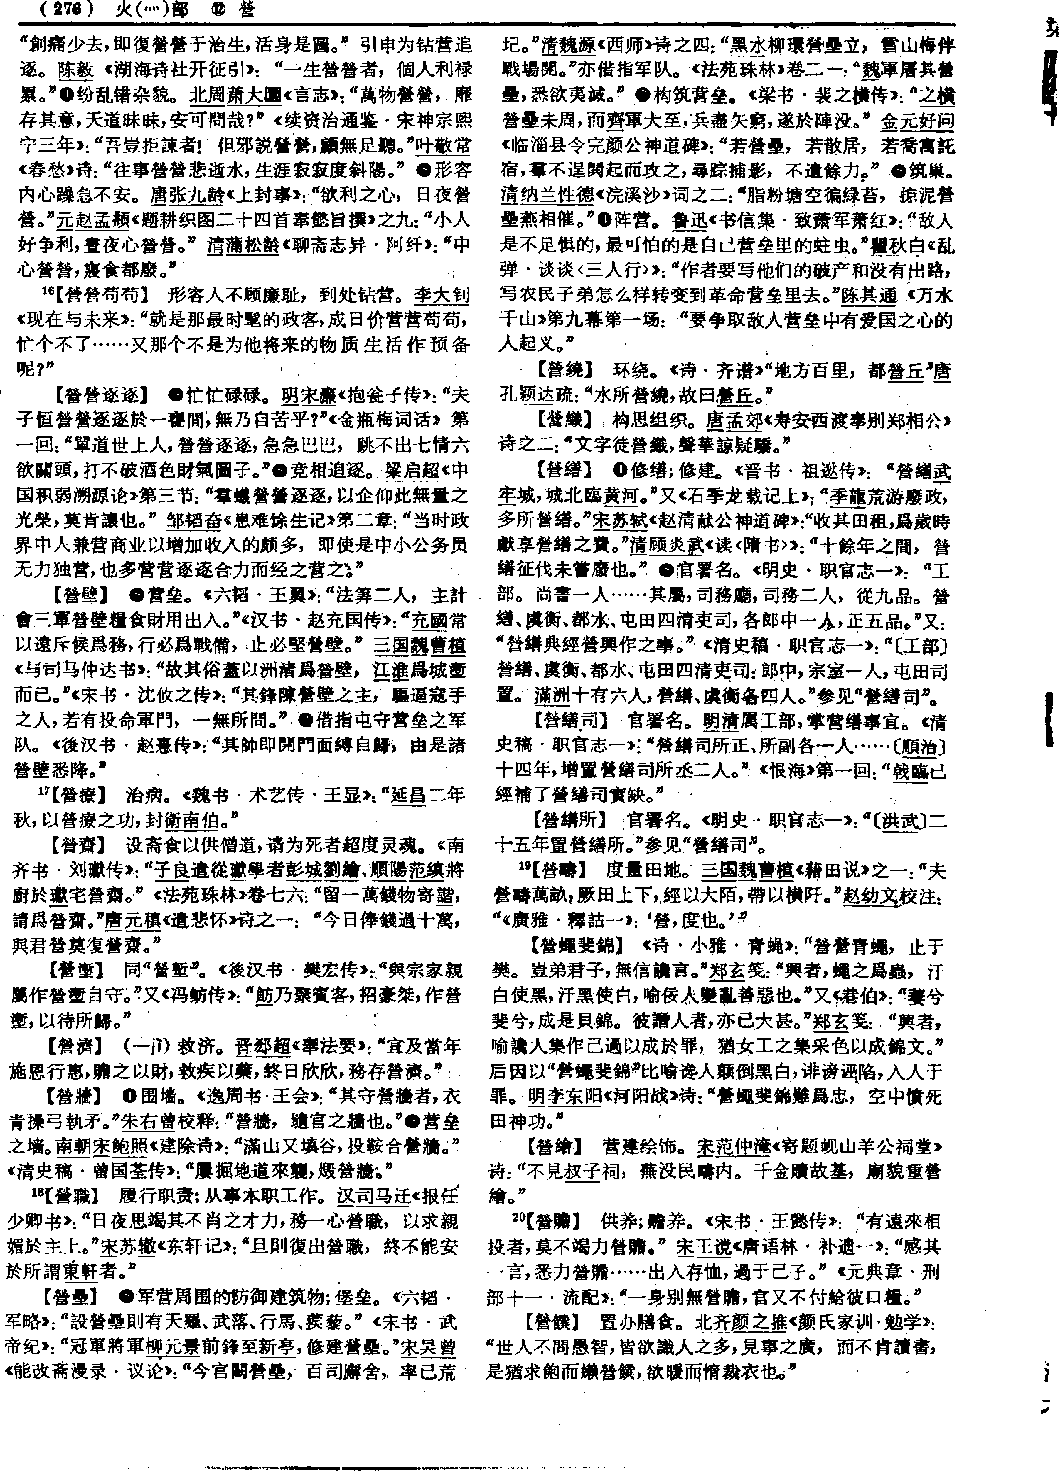 （276） 火(灬)部 ⑫ 營
“創痛少去，即復營營于治生，活身是圖。”引申为钻营追
逐。陈毅《湖海诗社开征引》：“一生營營者，個人利禄
累。”❶纷乱错杂貌。北周萧大圜《言志》：“萬物營營，靡
存其意，天道昧昧，安可問哉？”《续资治通鉴·宋神宗熙
宁三年》：“吾豈拒諫者！但邪説營營，顧無足聽。”叶敬常
《春愁》诗：“往事營營悲逝水，生涯寂寂度斜陽。”❷形容
内心躁急不安。唐张九龄《上封事》：“欲利之心，日夜營
營。”元赵孟頫《题耕织图二十四首奉懿旨撰》之九：“小人
好争利，晝夜心營營。”清蒲松龄《聊斋志异·阿纤》：“中
心營營，寢食都廢。”
¹⁶【營營苟苟】 形容人不顾廉耻，到处钻营。李大钊
《现在与未来》：“就是那最时髦的政客，成日价营营苟苟，
忙个不了……又那个不是为他将来的物质生活作预备
呢？”
【營營逐逐】 ❶忙忙碌碌。明宋濂《抱瓮子传》：“夫
子恒營營逐逐於一甕間，無乃自苦乎？”《金瓶梅词话》第
一回：“單道世上人，營營逐逐，急急巴巴，跳不出七情六
欲關頭，打不破酒色財氣圈子。”❷竞相追逐。梁启超《中
国积弱溯源论》第三节：“羣蟻營營逐逐，以企仰此無量之
光榮，莫肯讓也。”邹韬奋《患难馀生记》第二章：“当时政
界中人兼营商业以增加收入的颇多，即使是中小公务员
无力独营，也多营营逐逐合力而经之营之。”
【營壁】 ❶营垒。《六韬·王翼》：“法筭二人，主計
會三軍營壁糧食財用出入。”《汉书·赵充国传》：“充國常
以遠斥候爲務，行必爲戰備，止必堅營壁。”三国魏曹植
《与司马仲达书》：“故其俗蓋以洲渚爲營壁，江淮爲城塹
而已。”《宋书·沈攸之传》：“其鋒陳營壁之主，驅逼寇手
之人，若有投命軍門，一無所問。”❷借指屯守营垒之军
队。《後汉书·赵憙传》：“其帥即開門面縛自歸，由是諸
營壁悉降。”
¹⁷【營療】 治病。《魏书·术艺传·王显》：“延昌二年
秋，以營療之功，封衛南伯。”
【營齋】 设斋食以供僧道，请为死者超度灵魂。《南
齐书·刘瓛传》：“子良遣從瓛學者彭城劉繪、順陽范縝將
廚於瓛宅營齋。”《法苑珠林》卷七六：“留一萬錢物寄諧，
請爲營齋。”唐元稹《遣悲怀》诗之一：“今日俸錢過十萬，
與君營奠復營齋。”
【營壍】 同“營塹”。《後汉书·樊宏传》：“與宗家親
屬作營塹自守。”又《冯鲂传》：“魴乃聚賓客，招豪桀，作營
壍，以待所歸。”
【營濟】 （—jì）救济。晋郗超《奉法要》：“宜及當年
施恩行惠，贍之以財，救疾以藥，終日欣欣，務存營濟。”
【營牆】 ❶围墙。《逸周书·王会》：“其守營牆者，衣
青操弓執矛。”朱右曾校释：“營牆，壝宫之牆也。”❷营垒
之墙。南朝宋鲍照《建除诗》：“滿山又填谷，投鞍合營牆。”
《清史稿·曾国荃传》：“屢掘地道來襲，燬營牆。”
¹⁸【營職】 履行职责；从事本职工作。汉司马迁《报任
少卿书》：“日夜思竭其不肖之才力，務一心營職，以求親
媚於主上。”宋苏辙《东轩记》：“旦則復出營職，終不能安
於所謂東軒者。”
【營壘】 ❶军营周围的防御建筑物；堡垒。《六韬·
军略》：“設營壘則有天羅、武落、行馬、蒺藜。”《宋书·武
帝纪》：“冠軍將軍柳元景前鋒至新亭，修建營壘。”宋吴曾
《能改斋漫录·议论》：“今官闕營壘，百司廨舍，率已荒
圮。”清魏源《西师》诗之四：“黑水柳環營壘立，雪山梅伴
戰場開。”亦借指军队。《法苑珠林》卷二一：“魏軍屠其營
壘，悉欲夷滅。”❷构筑营垒。《梁书·裴之横传》：“之横
營壘未周，而齊軍大至，兵盡矢窮，遂於陣没。”金元好问
《临淄县令完颜公神道碑》：“若營壘，若散居，若喬寓託
宿，羣不逞鬨起而攻之，尋踪捕影，不遺餘力。”❸筑巢。
清纳兰性德《浣溪沙》词之二：“脂粉塘空徧緑苔，掠泥營
壘燕相催。”❹阵营。鲁迅《书信集·致萧军萧红》：“敌人
是不足惧的，最可怕的是自己营垒里的蛀虫。”瞿秋白《乱
弹·谈谈〈三人行〉》：“作者要写他们的破产和没有出路，
写农民子弟怎么样转变到革命营垒里去。”陈其通《万水
千山》第九幕第一场：“要争取敌人营垒中有爱国之心的
人起义。”
【營繞】 环绕。《诗·齐谱》“地方百里，都營丘”唐
孔颖达疏：“水所營繞，故曰營丘。”
【營織】 构思组织。唐孟郊《寿安西渡奉别郑相公》
诗之二：“文字徒營織，聲華諒疑驕。”
【營繕】 ❶修缮；修建。《晋书·祖逖传》：“營繕武
牢城，城北臨黄河。”又《石季龙载记上》：“季龍荒游廢政，
多所營繕。”宋苏轼《赵清献公神道碑》：“收其田租，爲歲時
獻享營繕之費。”清顾炎武《读〈隋书〉》：“十餘年之間，營
繕征伐未嘗廢也。”❷官署名。《明史·职官志一》：“工
部。尚書一人……其屬，司務廳，司務二人，從九品。營
繕、虞衡、都水、屯田四清吏司，各郎中一人，正五品。”又：
“營繕典經營興作之事。”《清史稿·职官志一》：“〔工部〕
營繕、虞衡、都水、屯田四清吏司：郎中，宗室一人，屯田司
置。滿洲十有六人，營繕、虞衡各四人。”参见“營繕司”。
【營繕司】 官署名。明清属工部，掌营缮事宜。《清
史稿·职官志一》：“營繕司所正、所副各一人……〔順治〕
十四年，增置營繕司所丞二人。”《恨海》第一回：“戟臨已
經補了營繕司實缺。”
【營繕所】 官署名。《明史·职官志一》：“〔洪武〕二
十五年置營繕所。”参见“營繕司”。
¹⁹【營疇】 度量田地。三国魏曹植《藉田说》之一：“夫
營疇萬畝，厥田上下，經以大陌，帶以横阡。”赵幼文校注：
“《廣雅·釋詁一》：‘營，度也。’”
【營蠅斐錦】 《诗·小雅·青蝇》：“營營青蠅，止于
樊。豈弟君子，無信讒言。”郑玄笺：“興者，蠅之爲蟲，汙
白使黑，汙黑使白，喻佞人變亂善惡也。”又《巷伯》：“萋兮
斐兮，成是貝錦。彼譖人者，亦已大甚。”郑玄笺：“興者，
喻讒人集作己過以成於罪，猶女工之集采色以成錦文。”
后因以“營蠅斐錦”比喻谗人颠倒黑白，诽谤诬陷，入人于
罪。明李东阳《河阳战》诗：“營蠅斐錦難爲忠，空中憤死
田神功。”
【營繪】 营建绘饰。宋范仲淹《寄题岘山羊公祠堂》
诗：“不見叔子祠，蕪没民疇内。千金贖故基，廟貌重營
繪。”
²⁰【營贍】 供养；赡养。《宋书·王懿传》：“有遠來相
投者，莫不竭力營贍。”宋王谠《唐语林·补遗一》：“感其
一言，悉力營贍……出入存恤，過于己子。”《元典章·刑
部十一·流配》：“一身别無營贍，官又不付給彼口糧。”
【營饌】 置办膳食。北齐颜之推《颜氏家训·勉学》：
“世人不問愚智，皆欲識人之多，見事之廣，而不肯讀書，
是猶求飽而嬾營饌，欲暖而惰裁衣也。”